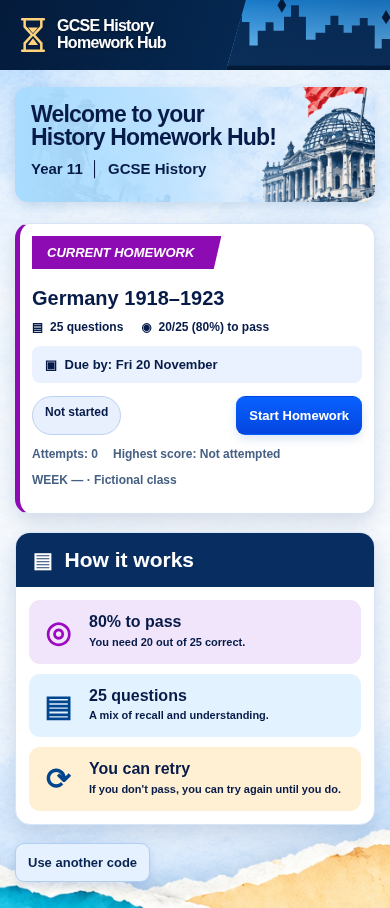 GCSE History
Homework Hub
Welcome to your
History Homework Hub!
Year 11 | GCSE History
CURRENT HOMEWORK
Germany 1918–1923
25 questions 20/25 (80%) to pass
Due by: Fri 20 November
Not started Start Homework
Attempts: 0 Highest score: Not attempted
WEEK — · Fictional class
How it works
80% to pass
You need 20 out of 25 correct.
25 questions
A mix of recall and understanding.
You can retry
If you don't pass, you can try again until you do.
Use another code